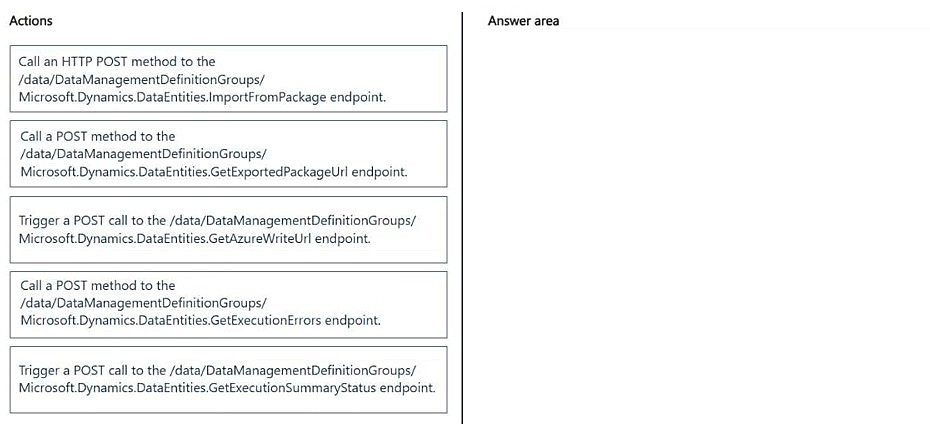 Actions
Answer area
Call an HTTP POST method to the
/data/DataManagementDefinitionGroups/
Microsoft.Dynamics.DataEntities.ImportFromPackage endpoint.
Call a POST method to the
/data/DataManagementDefinitionGroups/
Microsoft.Dynamics.DataEntities.GetExportedPackageUrl endpoint.
Trigger a POST call to the /data/DataManagementDefinitionGroups/
Microsoft.Dynamics.DataEntities.GetAzureWriteUrl endpoint.
Call a POST method to the
/data/DataManagementDefinitionGroups/
Microsoft.Dynamics.DataEntities.GetExecutionErrors endpoint.
Trigger a POST call to the /data/DataManagementDefinitionGroups/
Microsoft.Dynamics.DataEntities.GetExecutionSummaryStatus endpoint.